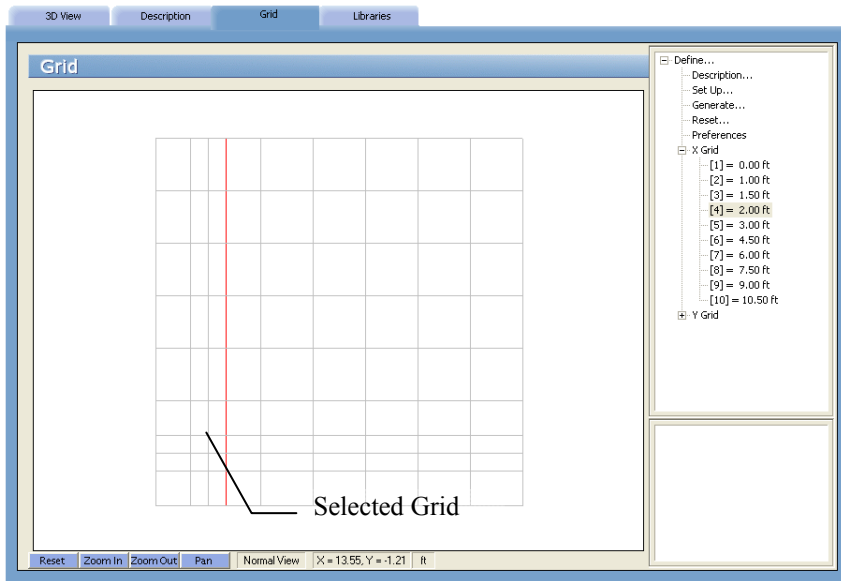 3D View
Description
Grid
Libraries
Grid
Define...
Description...
Set Up...
Generate...
Reset...
Preferences
X Grid
[1] = 0.00 ft
[2] = 1.00 ft
[3] = 1.50 ft
[4] = 2.00 ft
[5] = 3.00 ft
[6] = 4.50 ft
[7] = 6.00 ft
[8] = 7.50 ft
[9] = 9.00 ft
[10] = 10.50 ft
Y Grid
Selected Grid
Reset
Zoom In
Zoom Out
Pan
Normal View
X = 13.55, Y = -1.21
ft